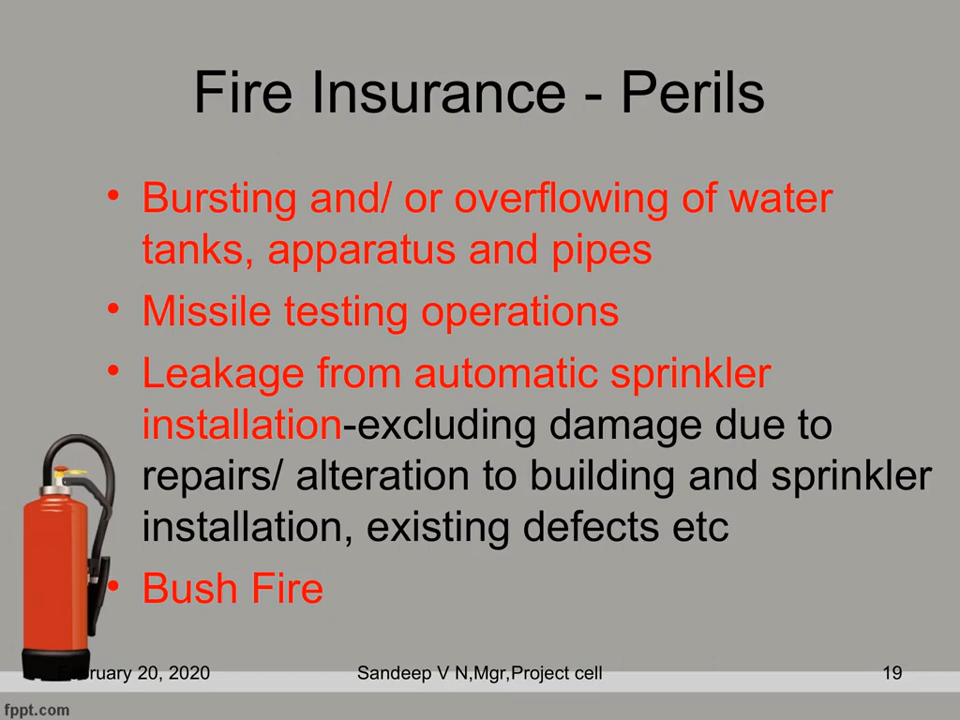 Fire Insurance - Perils
• Bursting and/ or overflowing of water
tanks, apparatus and pipes
• Missile testing operations
• Leakage from automatic sprinkler
installation-excluding damage due to
repairs/ alteration to building and sprinkler
installation, existing defects etc
• Bush Fire
February 20, 2020 Sandeep V N,Mgr,Project cell 19
fppt.com